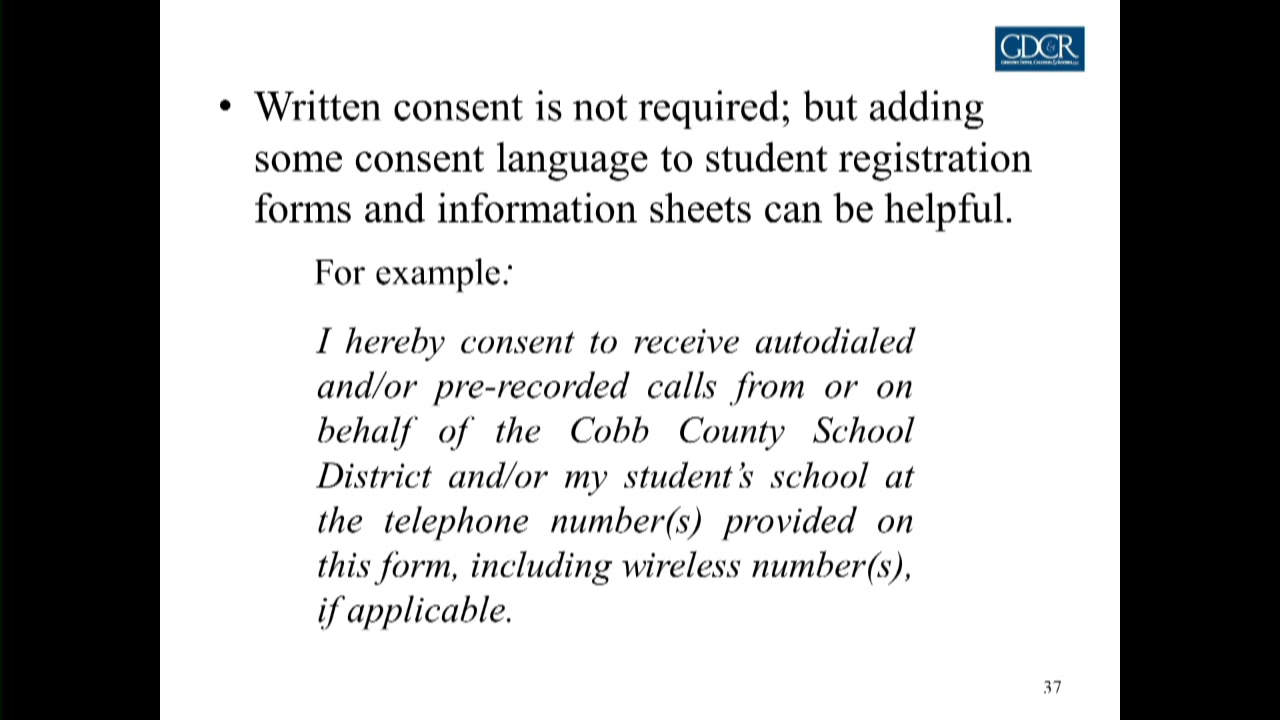 GDCR
• Written consent is not required; but adding
some consent language to student registration
forms and information sheets can be helpful.
For example:
I hereby consent to receive autodialed
and/or pre-recorded calls from or on
behalf of the Cobb County School
District and/or my student’s school at
the telephone number(s) provided on
this form, including wireless number(s),
if applicable.
37